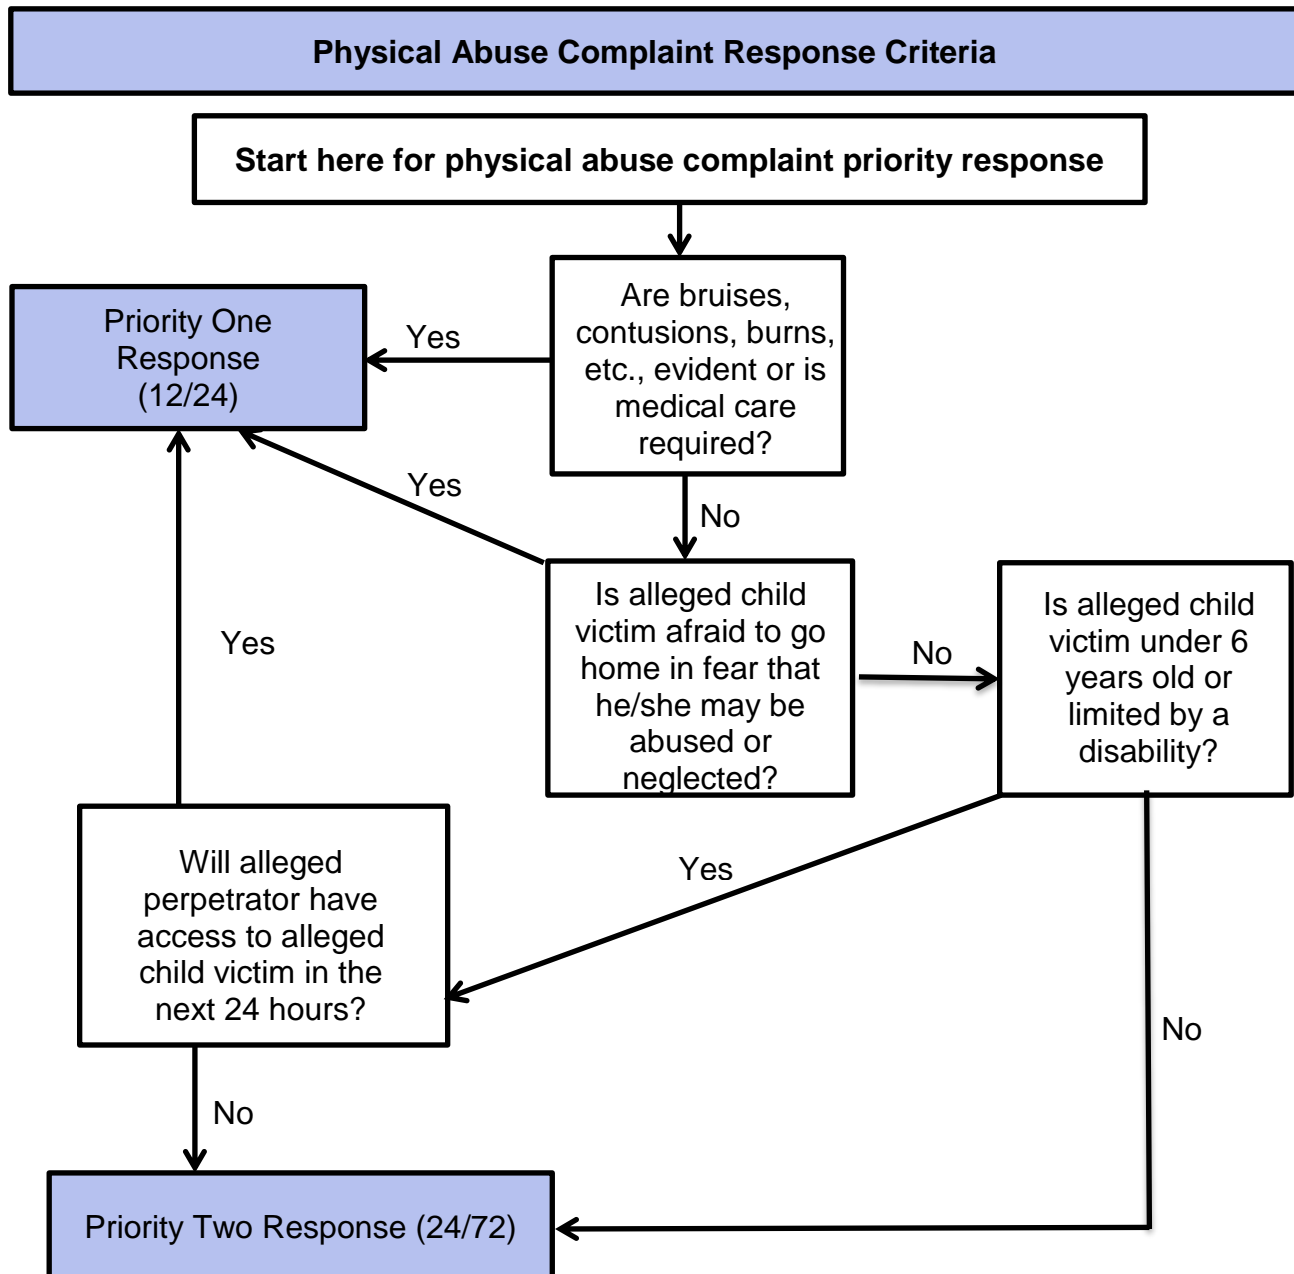 Physical Abuse Complaint Response Criteria
Start here for physical abuse complaint priority response
Are bruises,
contusions, burns,
etc., evident or is
medical care
required?
Yes
Priority One
Response
(12/24)
No
Yes
Is alleged child
victim afraid to go
home in fear that
he/she may be
abused or
neglected?
No
Is alleged child
victim under 6
years old or
limited by a
disability?
Yes
Yes
Will alleged
perpetrator have
access to alleged
child victim in the
next 24 hours?
No
No
Priority Two Response (24/72)